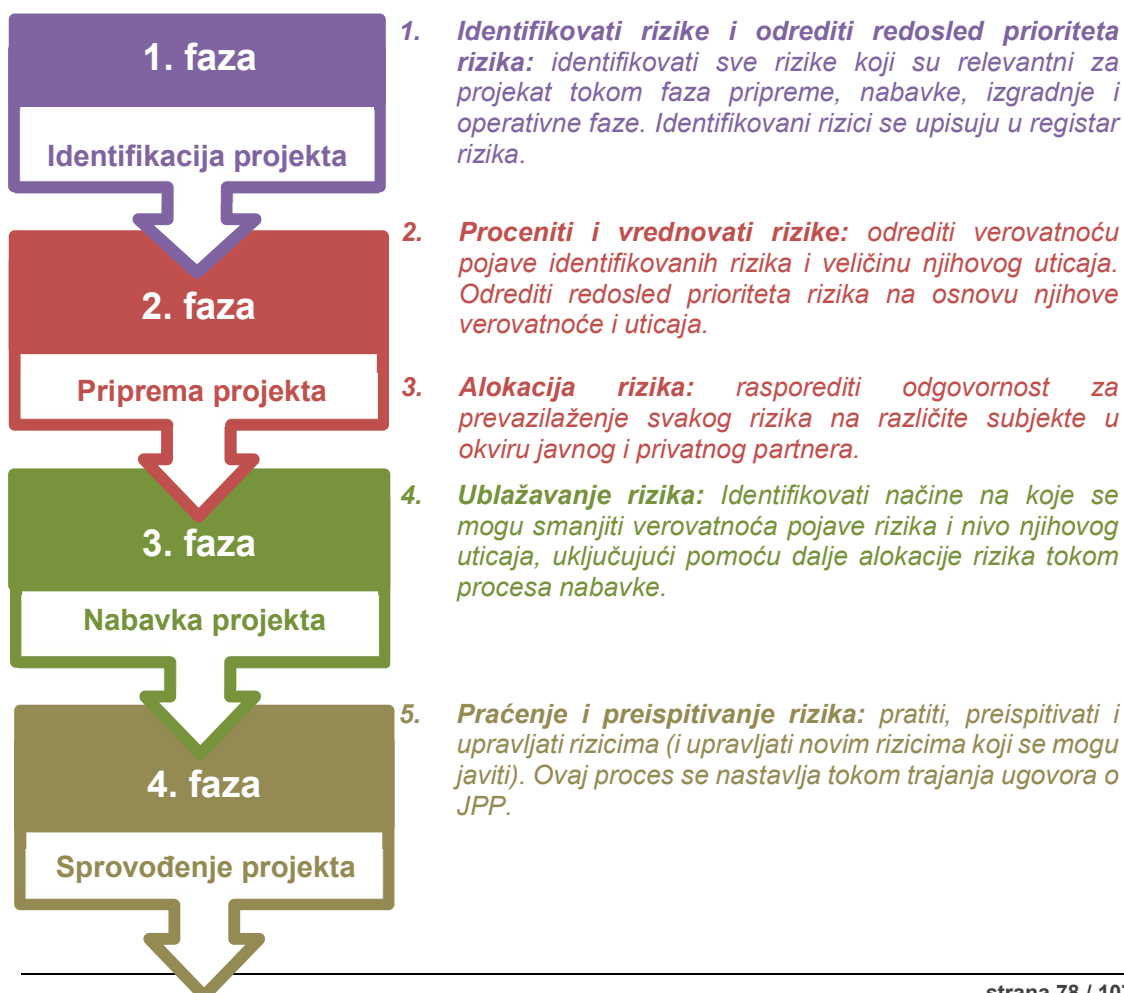 1. faza
Identifikacija projekta
1. Identifikovati rizike i odrediti redosled prioriteta
rizika: identifikovati sve rizike koji su relevantni za
projekat tokom faza pripreme, nabavke, izgradnje i
operativne faze. Identifikovani rizici se upisuju u registar
rizika.
2. faza
Priprema projekta
2. Proceniti i vrednovati rizike: odrediti verovatnoću
pojave identifikovanih rizika i veličinu njihovog uticaja.
Odrediti redosled prioriteta rizika na osnovu njihove
verovatnoće i uticaja.
3. Alokacija rizika: rasporediti odgovornost za
prevazilaženje svakog rizika na različite subjekte u
okviru javnog i privatnog partnera.
3. faza
Nabavka projekta
4. Ublažavanje rizika: Identifikovati načine na koje se
mogu smanjiti verovatnoća pojave rizika i nivo njihovog
uticaja, uključujući pomoću dalje alokacije rizika tokom
procesa nabavke.
4. faza
Sprovođenje projekta
5. Praćenje i preispitivanje rizika: pratiti, preispitivati i
upravljati rizicima (i upravljati novim rizicima koji se mogu
javiti). Ovaj proces se nastavlja tokom trajanja ugovora o
JPP.
strana 78 / 107